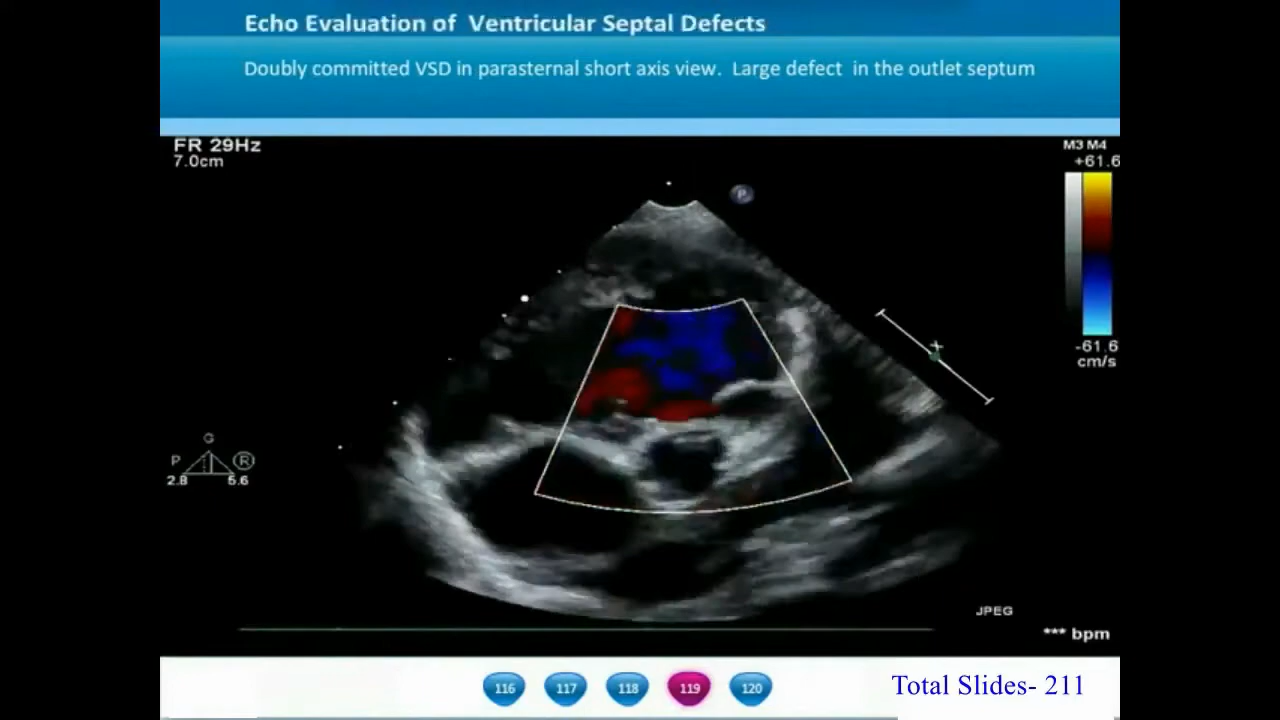 Echo Evaluation of Ventricular Septal Defects
Doubly committed VSD in parasternal short axis view. Large defect in the outlet septum
FR 29Hz
7.0cm
M3 M4
+61.6
P
-61.6
cm/s
G
P R
2.8 5.6
JPEG
*** bpm
116 117 118 119 120
Total Slides- 211